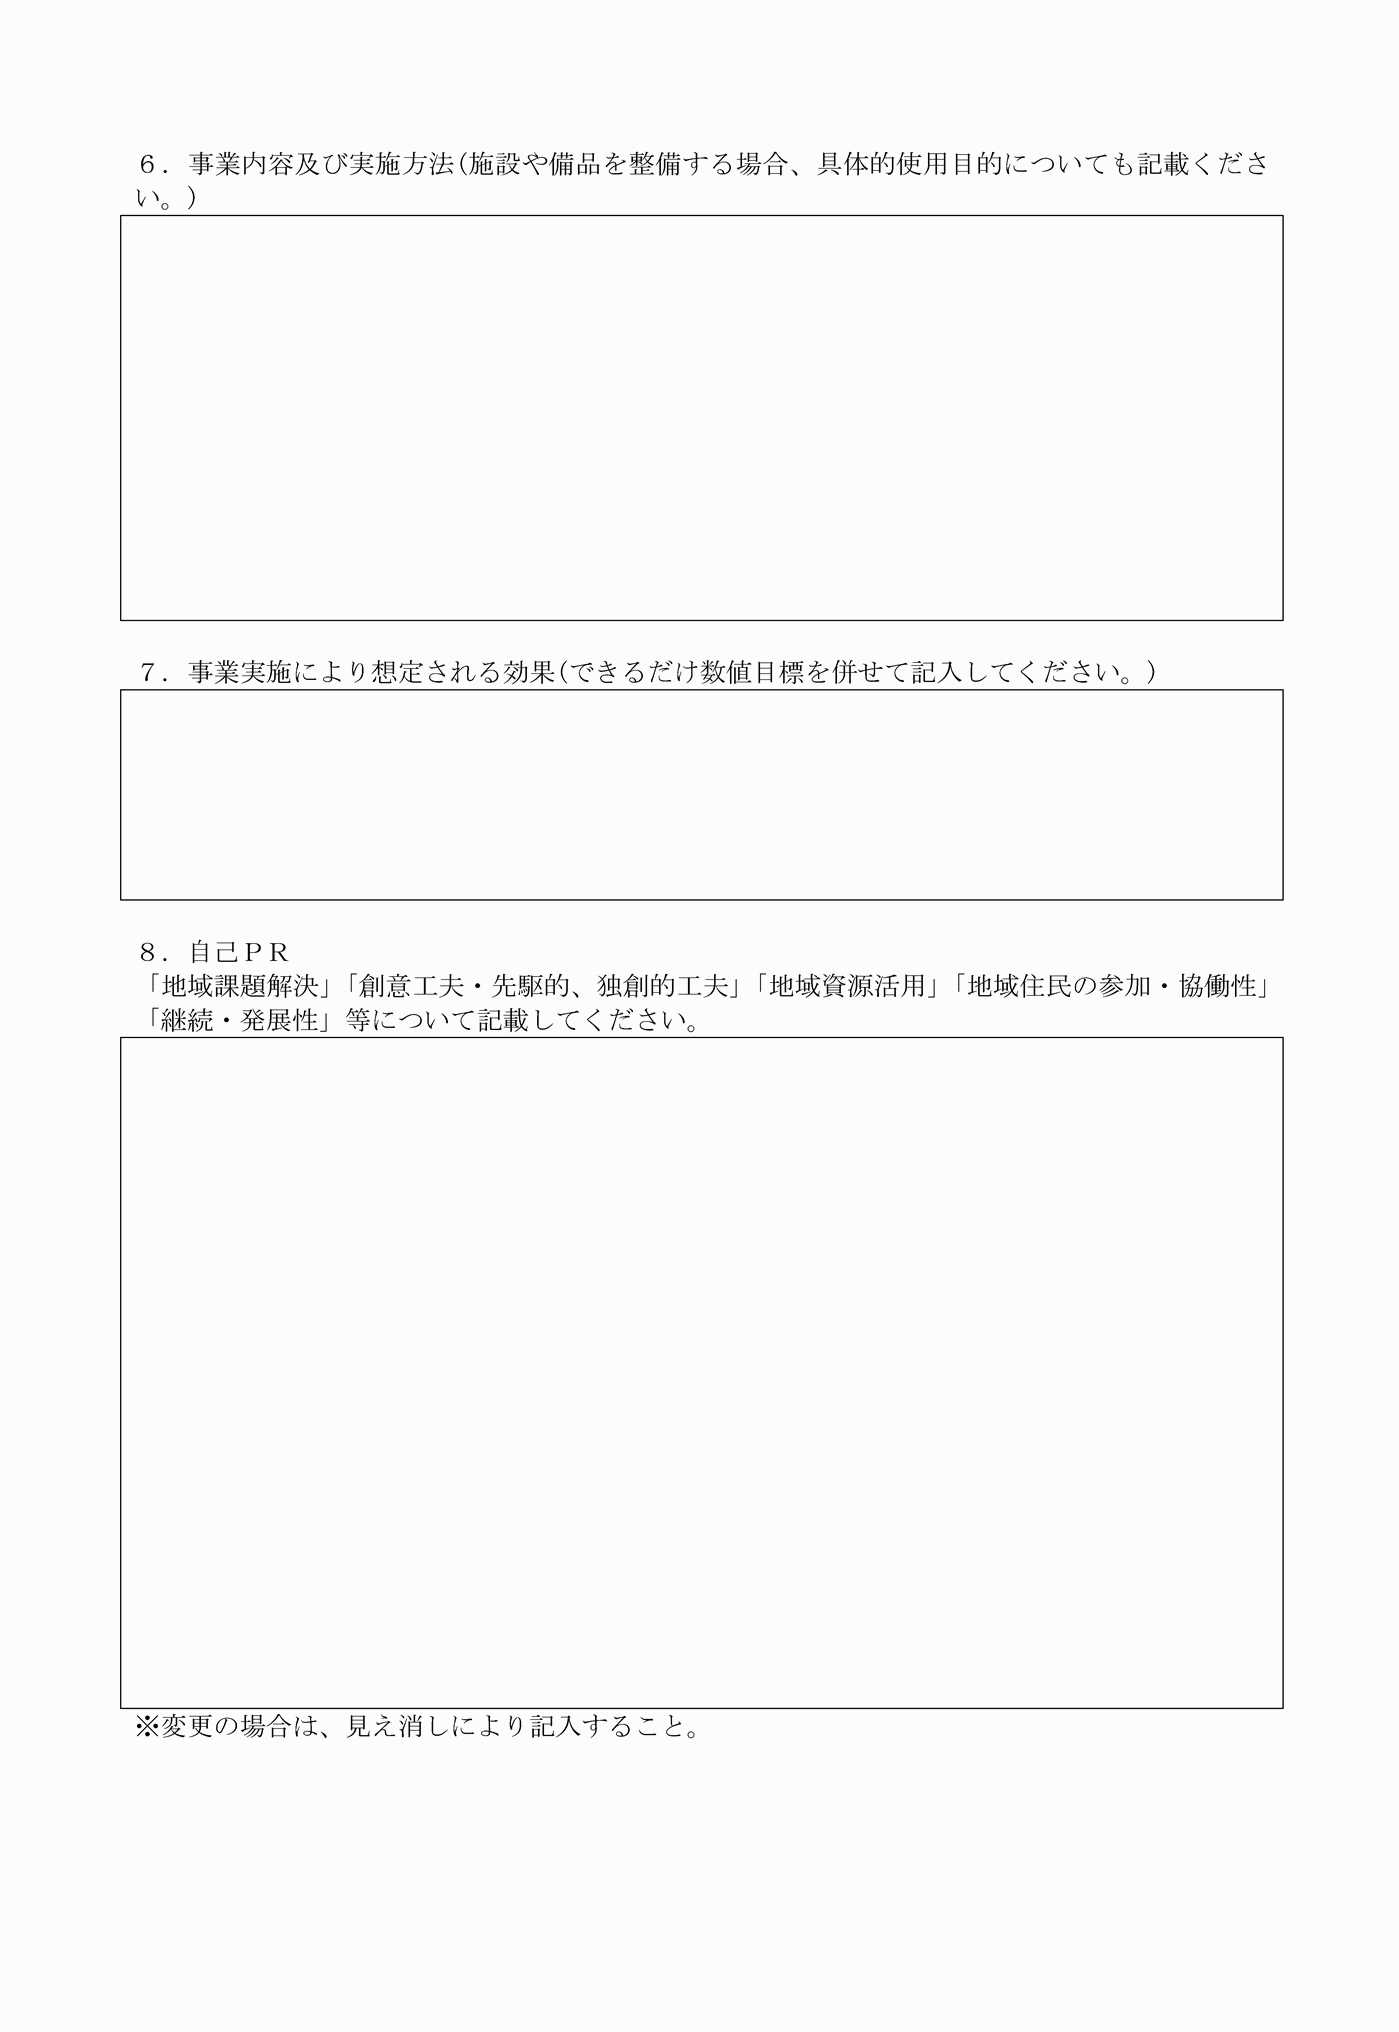 ６．事業内容及び実施方法(施設や備品を整備する場合、具体的使用目的についても記載くださ
い。)
７．事業実施により想定される効果(できるだけ数値目標を併せて記入してください。)
８．自己ＰＲ
「地域課題解決」「創意工夫・先駆的、独創的工夫」「地域資源活用」「地域住民の参加・協働性」
「継続・発展性」等について記載してください。
※変更の場合は、見え消しにより記入すること。